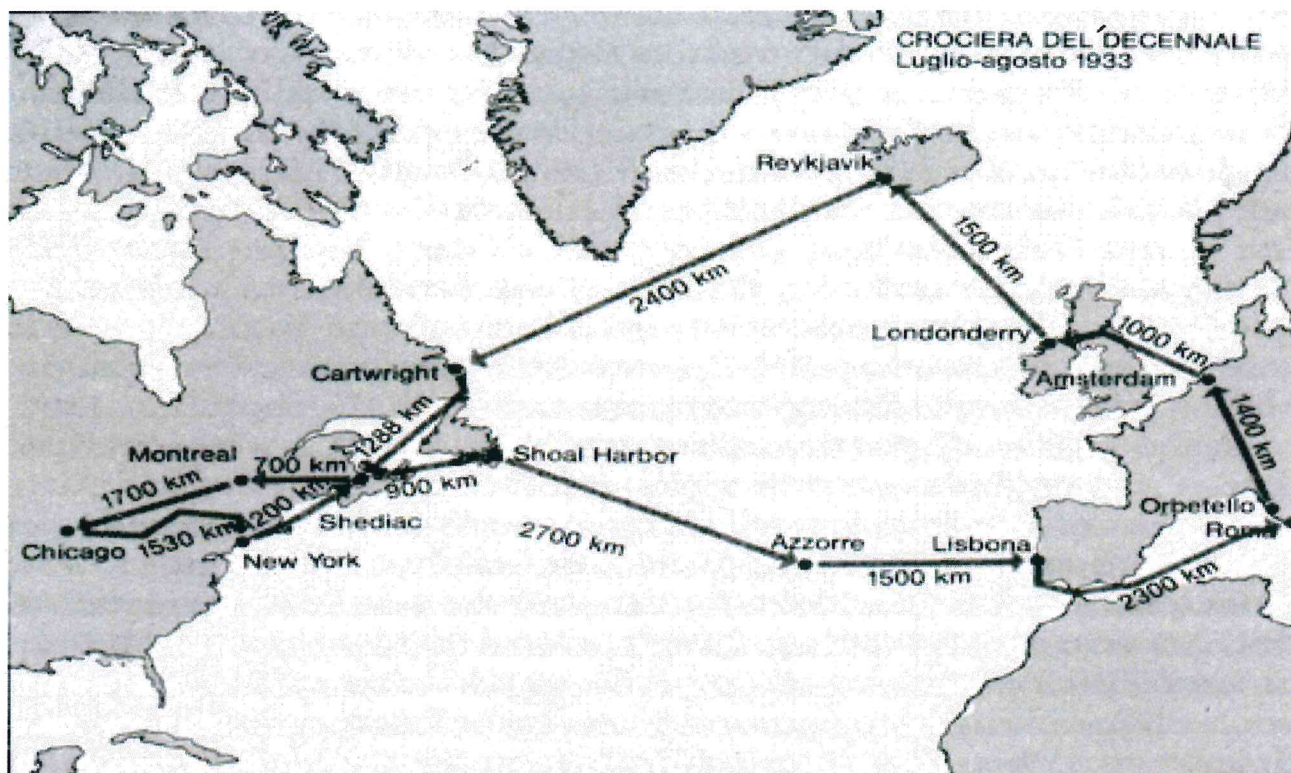 CROCIERA DEL DECENNALE
Luglio-agosto 1933
Reykjavik
1500 km
2400 km
Londonderry
1000 km
Cartwright
Amsterdam
1288 km
1400 km
Montreal
700 km
Shoal Harbor
900 km
1700 km
1200 km
Orbetello
Shediac
Roma
Chicago
1530 km
2700 km
New York
Azzorre
Lisbona
1500 km
2300 km